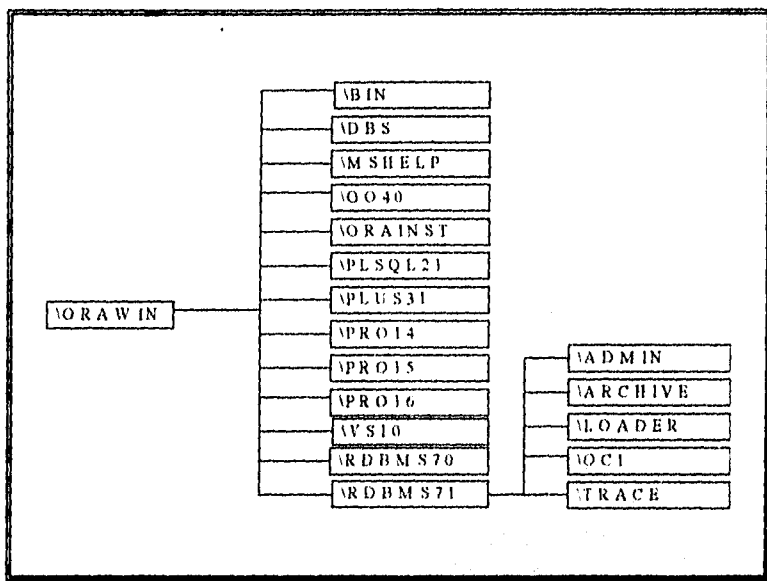 \BIN
\DBS
\MSHELP
\OO40
\ORAINST
\PLSQL21
\PLUS31
\ORAWIN
\PRO14
\PRO15
\PRO16
\VS10
\RDBMS70
\RDBMS71
\ADMIN
\ARCHIVE
\LOADER
\OCI
\TRACE